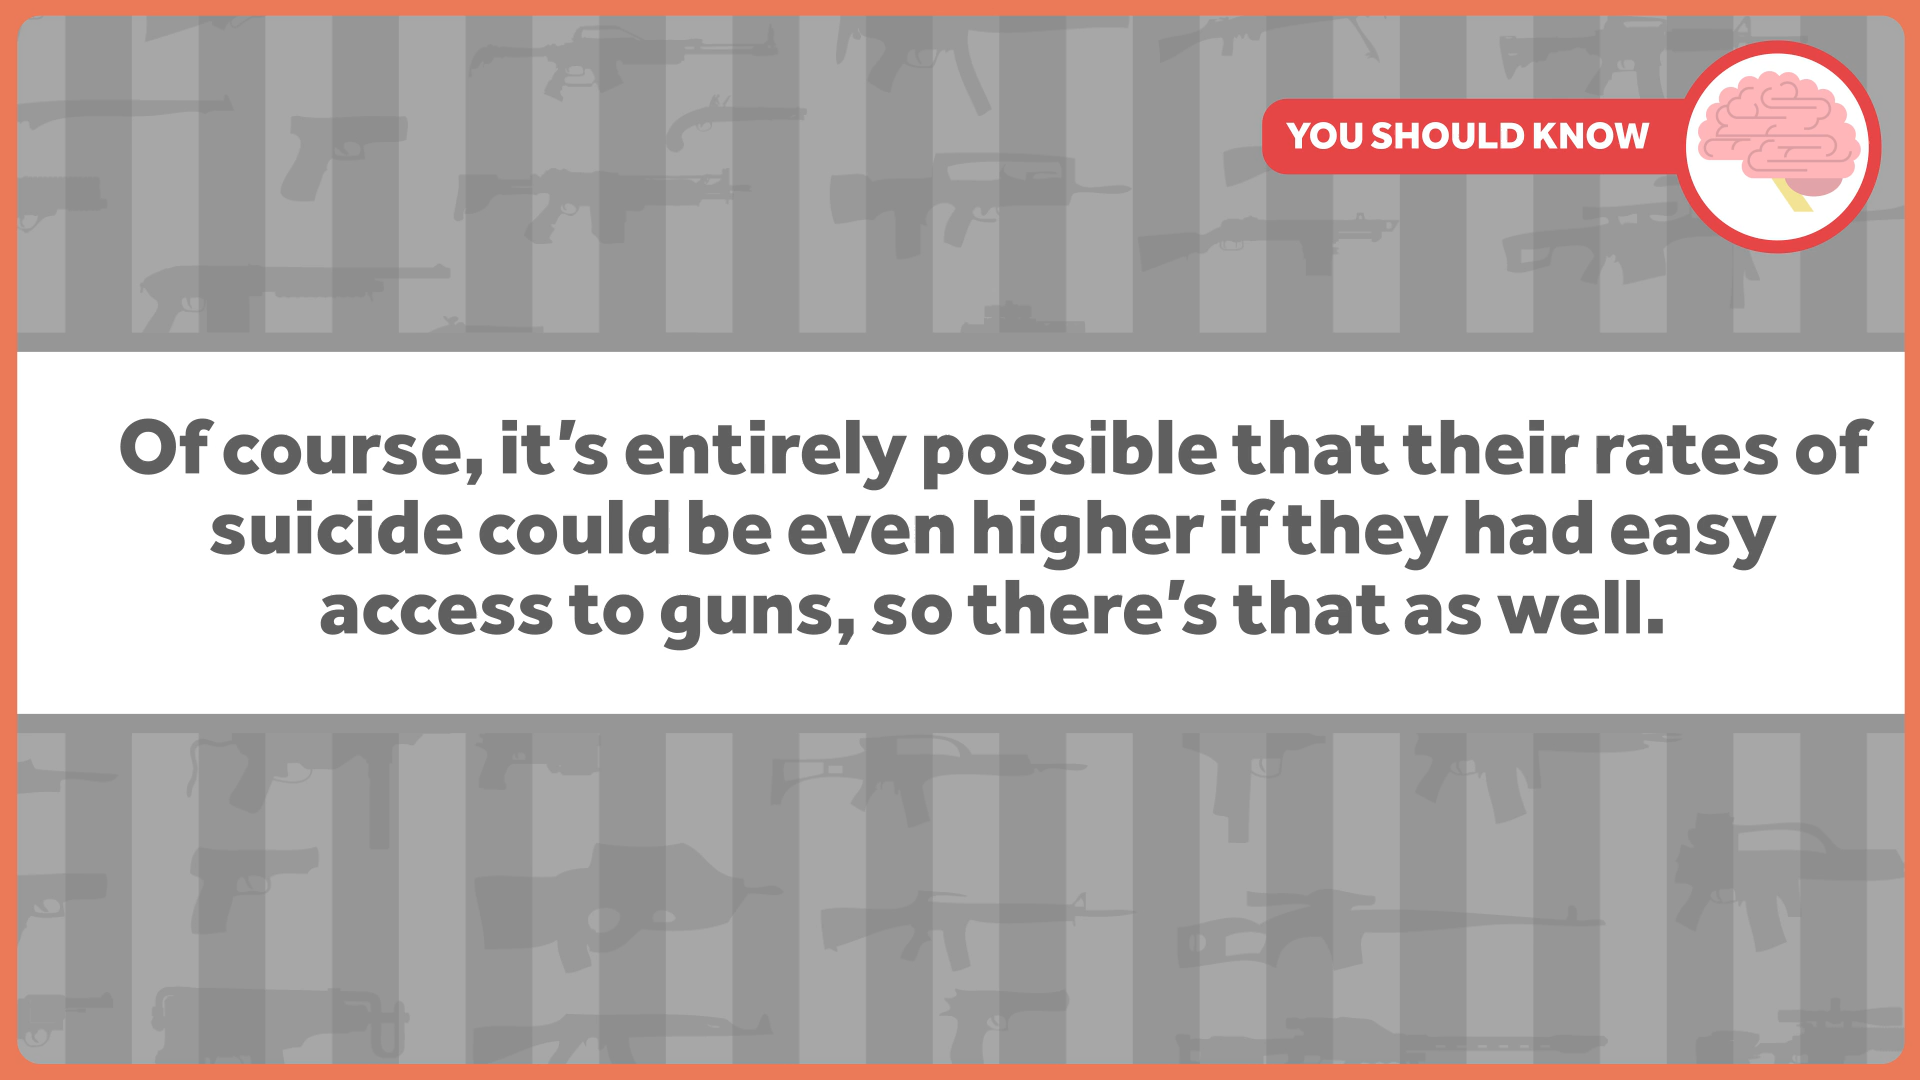 YOU SHOULD KNOW
Of course, it's entirely possible that their rates of
suicide could be even higher if they had easy
access to guns, so there's that as well.